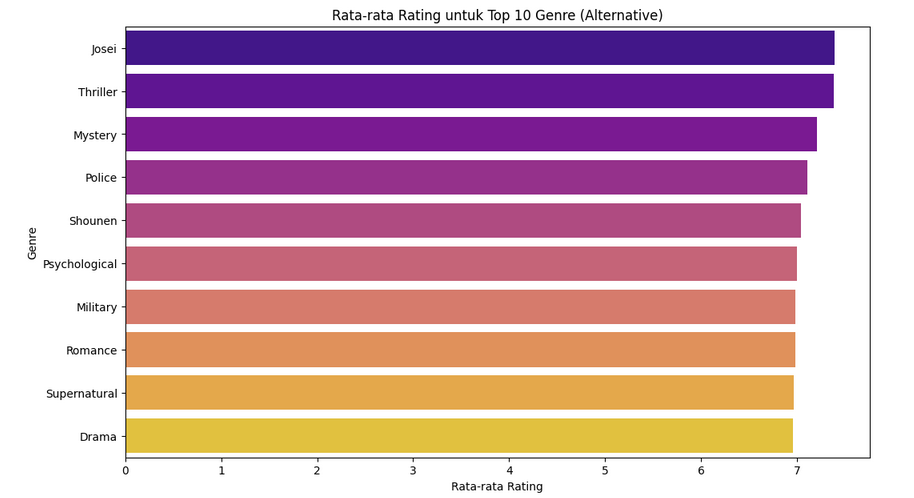 Rata-rata Rating untuk Top 10 Genre (Alternative)
Genre
Josei
Thriller
Mystery
Police
Shounen
Psychological
Military
Romance
Supernatural
Drama
0 1 2 3 4 5 6 7
Rata-rata Rating